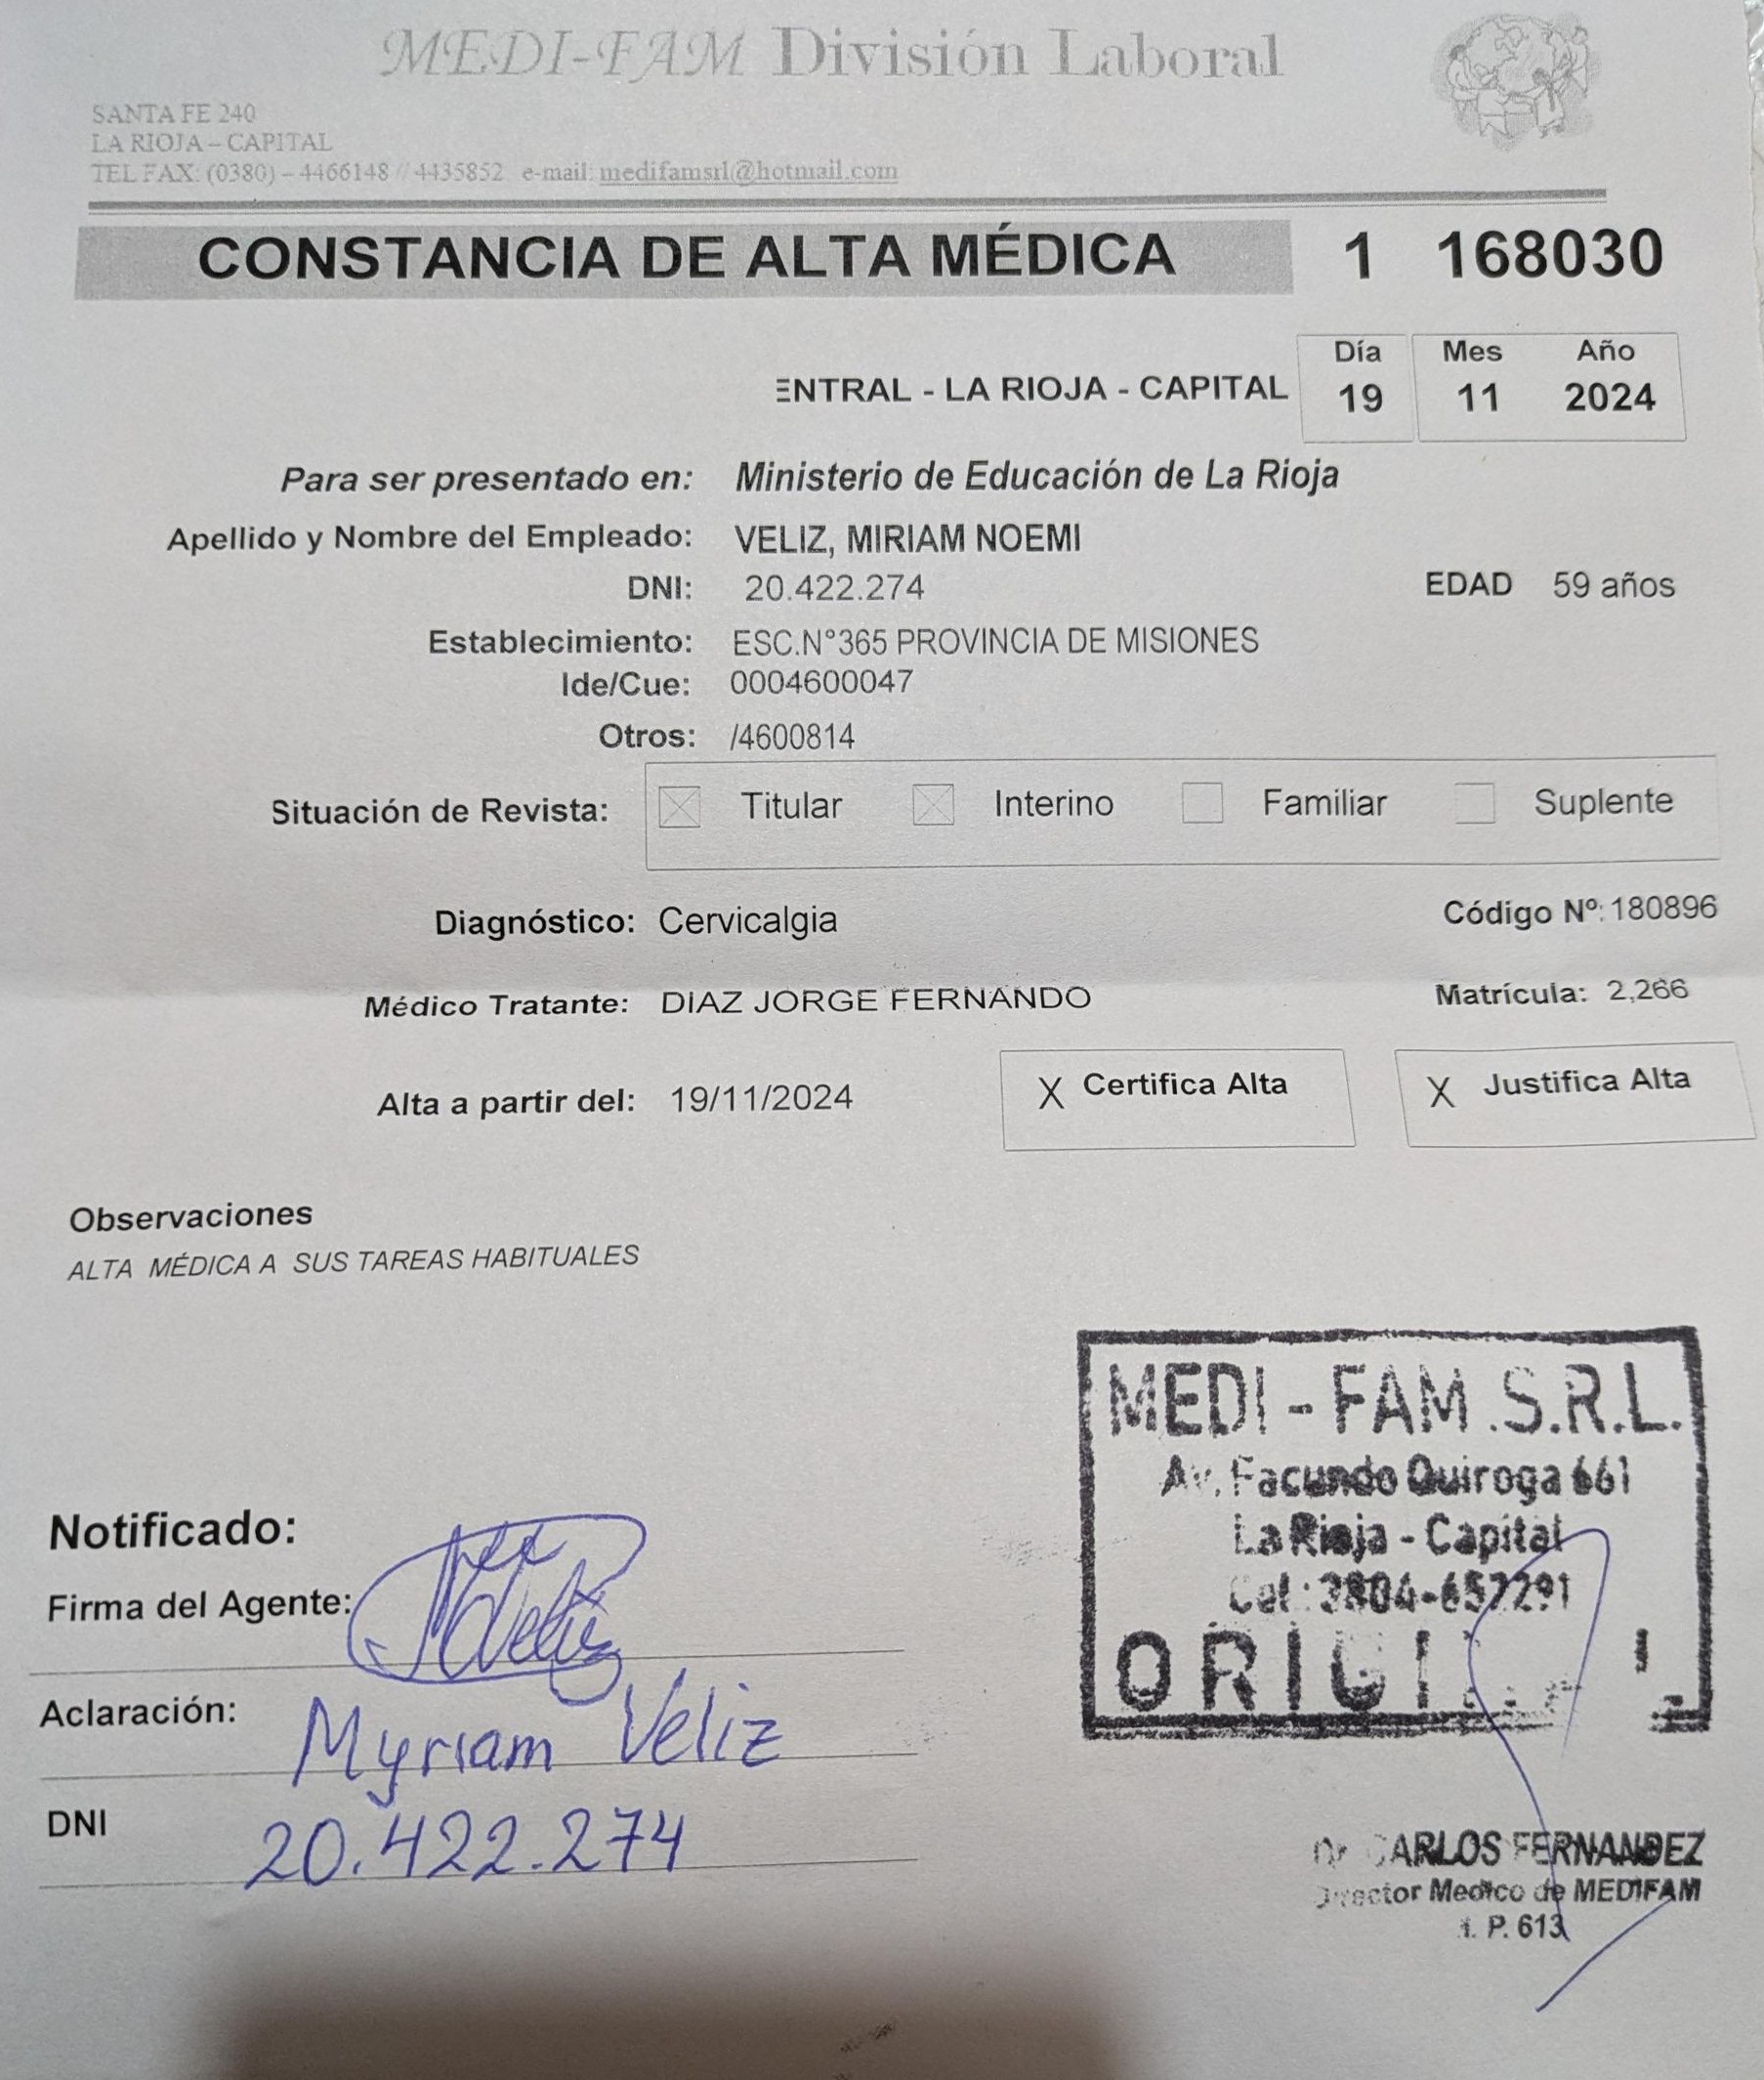 MEDI-FAM División Laboral
SANTA FE 240
LA RIOJA – CAPITAL
TEL FAX: (0380) – 4466148 // 4435852 e-mail: medifamsrl@hotmail.com
CONSTANCIA DE ALTA MÉDICA 1 168030
Día Mes Año
ENTRAL - LA RIOJA - CAPITAL 19 11 2024
Para ser presentado en: Ministerio de Educación de La Rioja
Apellido y Nombre del Empleado: VELIZ, MIRIAM NOEMI
DNI: 20.422.274 EDAD 59 años
Establecimiento: ESC.N°365 PROVINCIA DE MISIONES
Ide/Cue: 0004600047
Otros: /4600814
Situación de Revista: Titular Interino Familiar Suplente
Diagnóstico: Cervicalgia Código Nº: 180896
Médico Tratante: DIAZ JORGE FERNANDO Matrícula: 2,266
Alta a partir del: 19/11/2024 X Certifica Alta X Justifica Alta
Observaciones
ALTA MÉDICA A SUS TAREAS HABITUALES
MEDI - FAM .S.R.L.
Av. Facundo Quiroga 661
La Rioja - Capital
Cel: 3804-657291
Notificado:
Firma del Agente:
Aclaración: Myriam Veliz
DNI 20.422.274
Dr. CARLOS FERNANDEZ
Director Medico de MEDIFAM
P. 613